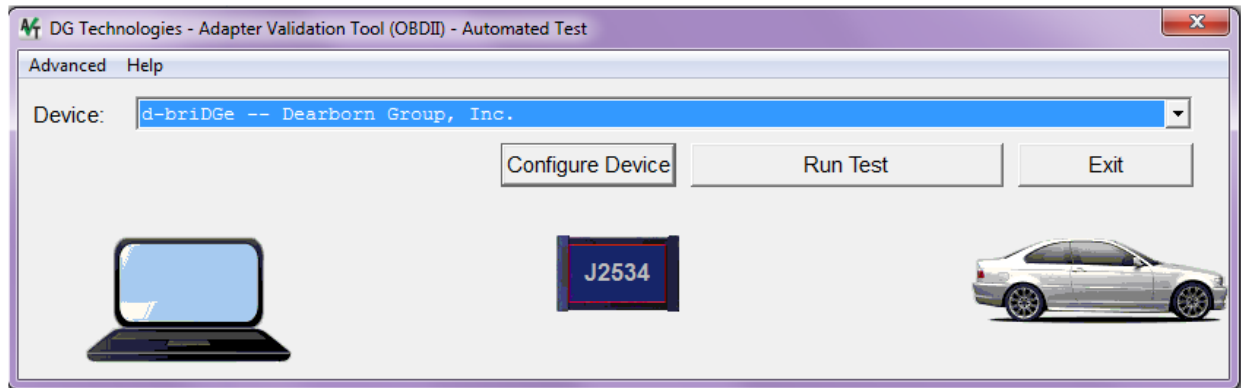 DG Technologies - Adapter Validation Tool (OBDII) - Automated Test
Advanced Help
Device: d-briDGe -- Dearborn Group, Inc.
Configure Device Run Test Exit
J2534